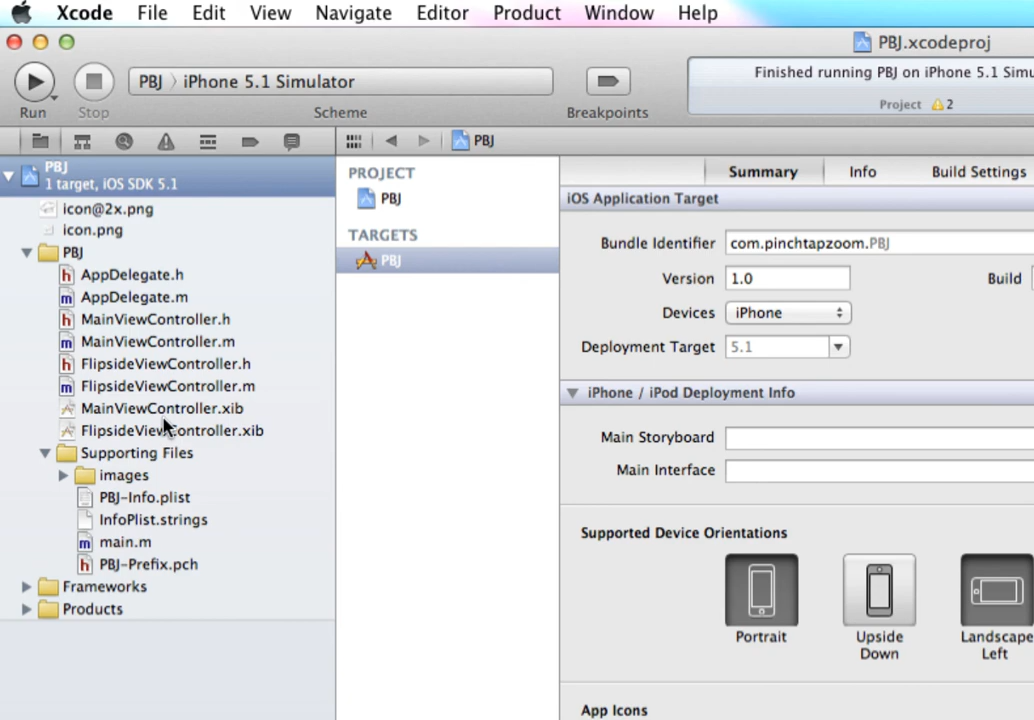 Xcode File Edit View Navigate Editor Product Window Help
PBJ.xcodeproj
PBJ 〉 iPhone 5.1 Simulator
Finished running PBJ on iPhone 5.1 Simu
Project 2
Run Stop Scheme Breakpoints
PBJ
PBJ
1 target, iOS SDK 5.1
icon@2x.png
icon.png
PBJ
AppDelegate.h
AppDelegate.m
MainViewController.h
MainViewController.m
FlipsideViewController.h
FlipsideViewController.m
MainViewController.xib
FlipsideViewController.xib
Supporting Files
images
PBJ-Info.plist
InfoPlist.strings
main.m
PBJ-Prefix.pch
Frameworks
Products
PROJECT
PBJ
TARGETS
PBJ
Summary Info Build Settings
iOS Application Target
Bundle Identifier com.pinchtapzoom.PBJ
Version 1.0 Build
Devices iPhone
Deployment Target 5.1
iPhone / iPod Deployment Info
Main Storyboard
Main Interface
Supported Device Orientations
Portrait
Upside
Down
Landscape
Left
App Icons